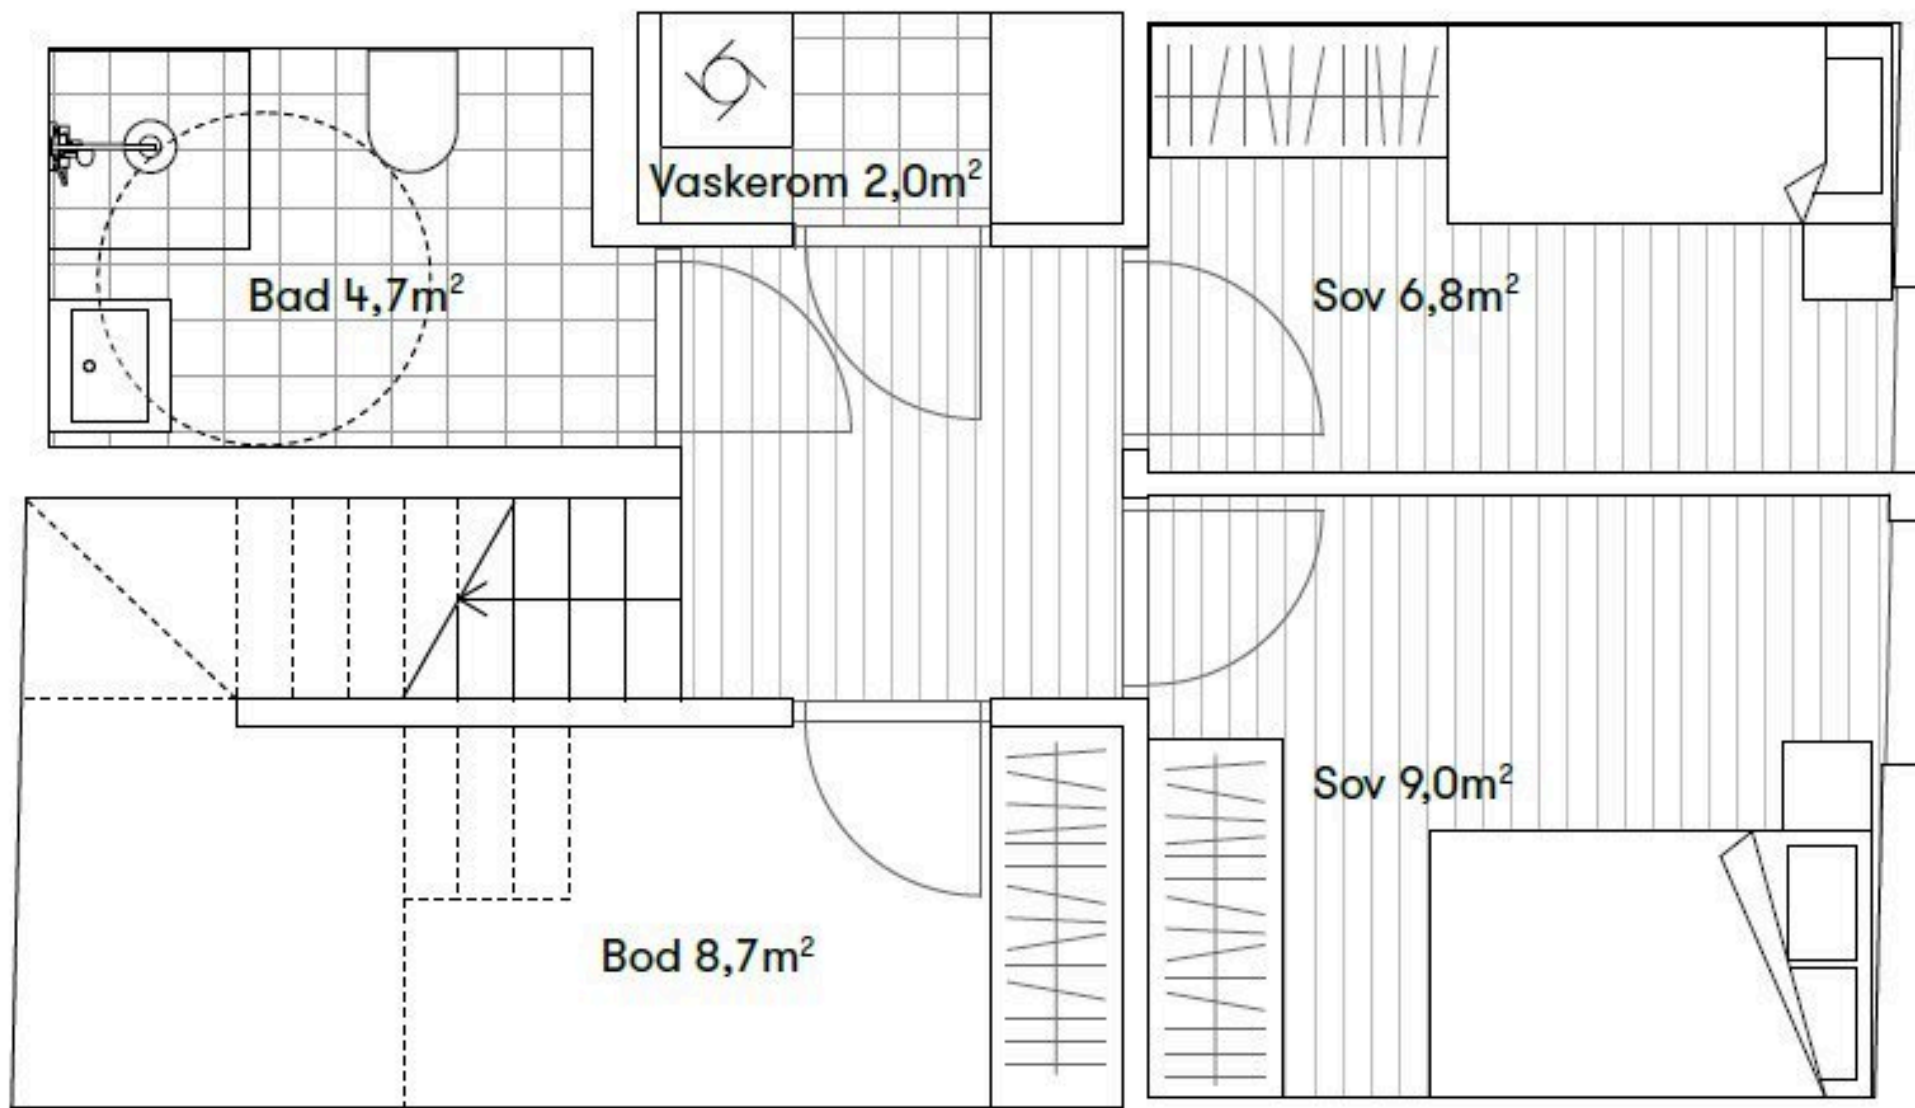 Vaskerom 2,0m²
Bad 4,7m²
Sov 6,8m²
Sov 9,0m²
Bod 8,7m²